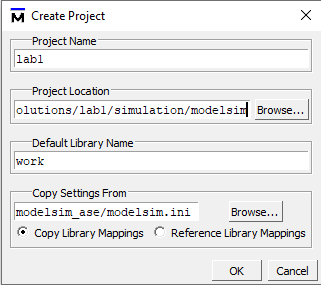 Create Project
Project Name
lab1
Project Location
olutions/lab1/simulation/modelsim
Browse...
Default Library Name
work
Copy Settings From
modelsim_ase/modelsim.ini
Browse...
Copy Library Mappings
Reference Library Mappings
OK
Cancel